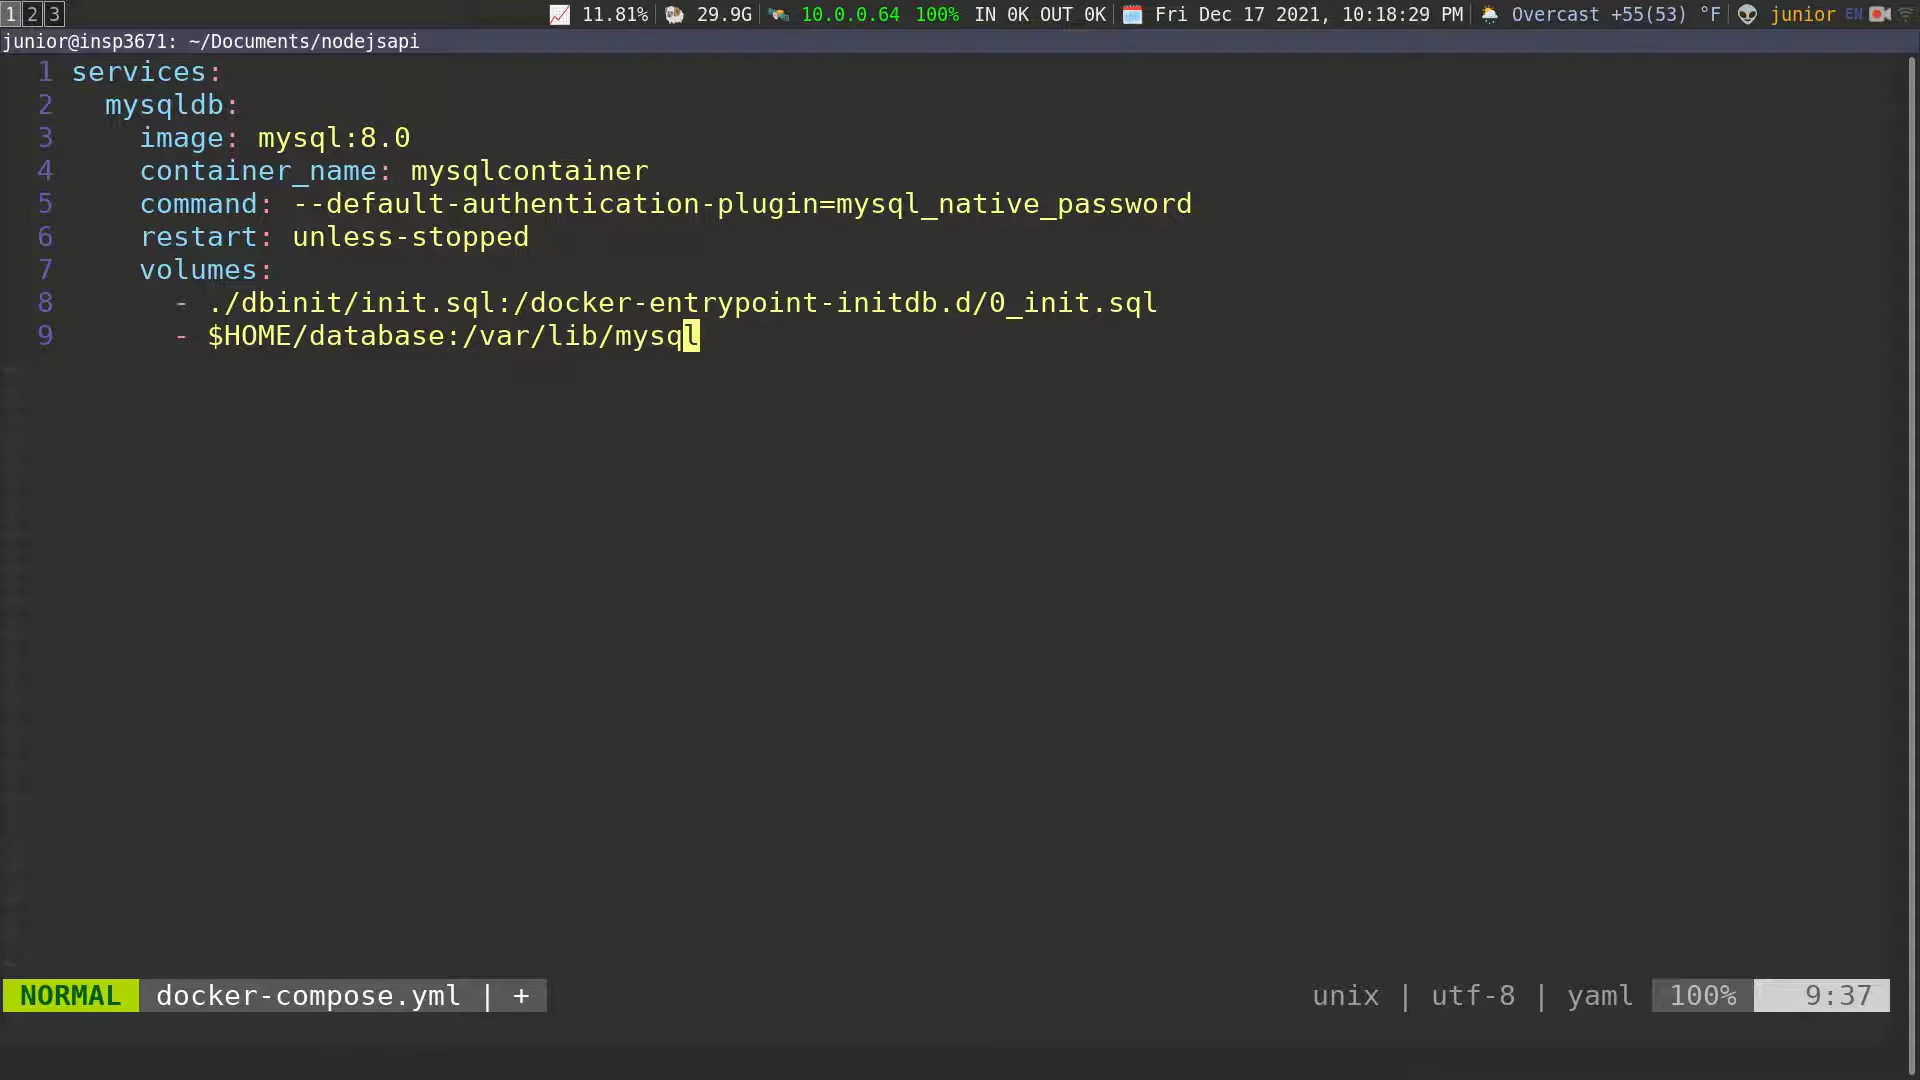 1 2 3 11.81% 29.9G 10.0.0.64 100% IN 0K OUT 0K Fri Dec 17 2021, 10:18:29 PM Overcast +55(53) °F junior EN
junior@insp3671: ~/Documents/nodejsapi
1 services:
2   mysqldb:
3     image: mysql:8.0
4     container_name: mysqlcontainer
5     command: --default-authentication-plugin=mysql_native_password
6     restart: unless-stopped
7     volumes:
8       - ./dbinit/init.sql:/docker-entrypoint-initdb.d/0_init.sql
9       - $HOME/database:/var/lib/mysql
NORMAL docker-compose.yml | + unix | utf-8 | yaml 100% 9:37